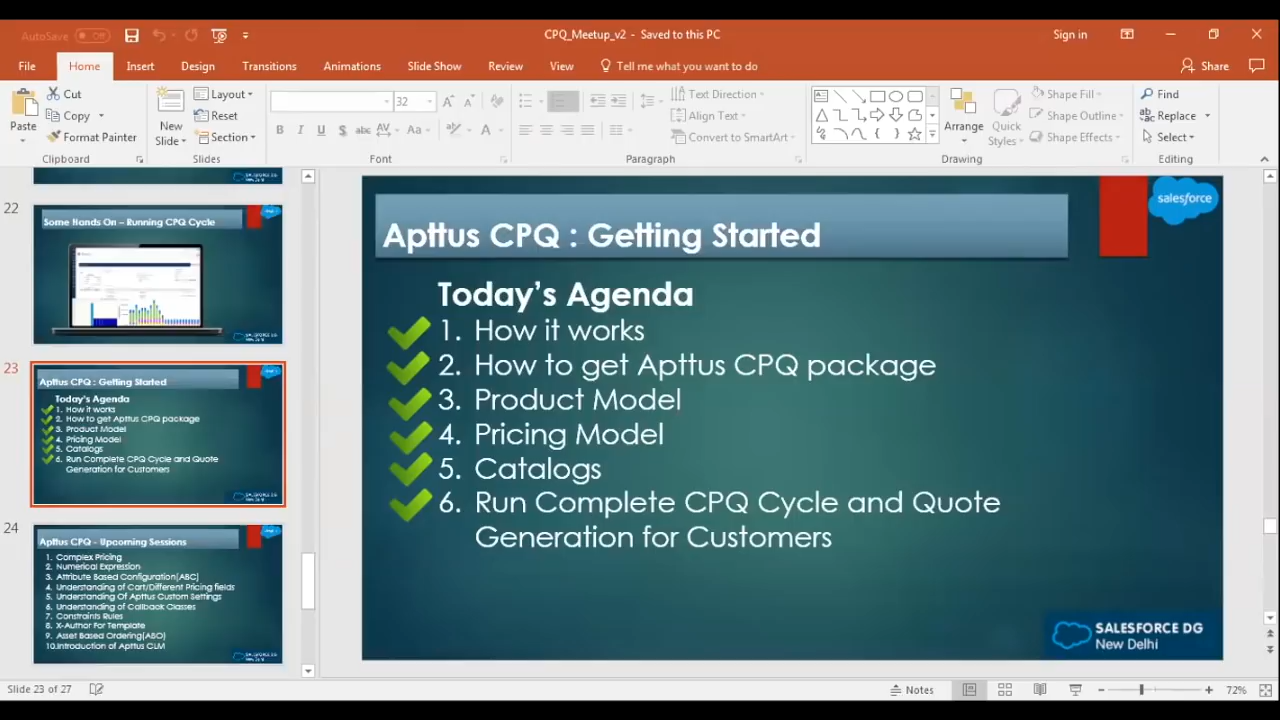 AutoSave Off
CPQ_Meetup_v2 - Saved to this PC
Sign in
File Home Insert Design Transitions Animations Slide Show Review View Tell me what you want to do
Share
Paste
Cut
Copy
Format Painter
Clipboard
New Slide
Layout
Reset
Section
Slides
32
B I U S abc AV Aa A
Font
Text Direction
Align Text
Convert to SmartArt
Paragraph
Arrange
Quick Styles
Shape Fill
Shape Outline
Shape Effects
Drawing
Find
Replace
Select
Editing
22
Some Hands On – Running CPQ Cycle
23
Apttus CPQ : Getting Started
Today's Agenda
1. How it works
2. How to get Apttus CPQ package
3. Product Model
4. Pricing Model
5. Catalogs
6. Run Complete CPQ Cycle and Quote
Generation for Customers
24
Apttus CPQ - Upcoming Sessions
1. Complex Pricing
2. Numerical Expression
3. Attribute Based Configuration(ABC)
4. Understanding of Cart/Different Pricing fields
5. Understanding Of Apttus Custom Settings
6. Understanding of Callback Classes
7. Constraints Rules
8. X-Author For Template
9. Asset Based Ordering(ABO)
10.Introduction of Apttus CLM
Apttus CPQ : Getting Started
salesforce
Today’s Agenda
1. How it works
2. How to get Apttus CPQ package
3. Product Model
4. Pricing Model
5. Catalogs
6. Run Complete CPQ Cycle and Quote
Generation for Customers
SALESFORCE DG
New Delhi
Slide 23 of 27
Notes
72%